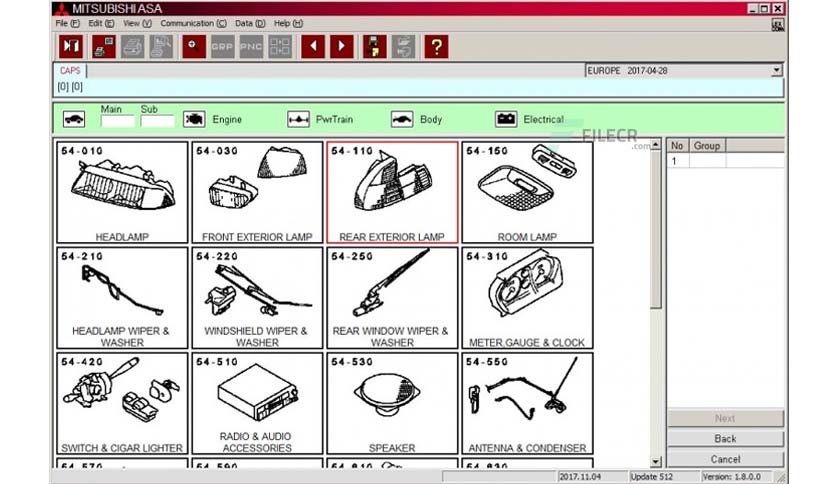 MITSUBISHI ASA
File (F) Edit (E) View (V) Communication (C) Data (D) Help (H)
GRP PNC
CAPS
EUROPE 2017-04-28
[0] [0]
Main Sub
Engine PwrTrain Body Electrical
FILECR
.com
No Group
1
54-010 54-030 54-110 54-150
HEADLAMP FRONT EXTERIOR LAMP REAR EXTERIOR LAMP ROOM LAMP
54-210 54-220 54-250 54-310
HEADLAMP WIPER & WINDSHIELD WIPER & REAR WINDOW WIPER &
WASHER WASHER WASHER METER,GAUGE & CLOCK
54-420 54-510 54-530 54-550
RADIO & AUDIO
SWITCH & CIGAR LIGHTER ACCESSORIES SPEAKER ANTENNA & CONDENSER
54-570 54-590 54-610 54-630
Next
Back
Cancel
2017.11.04 Update 512 Version: 1.8.0.0